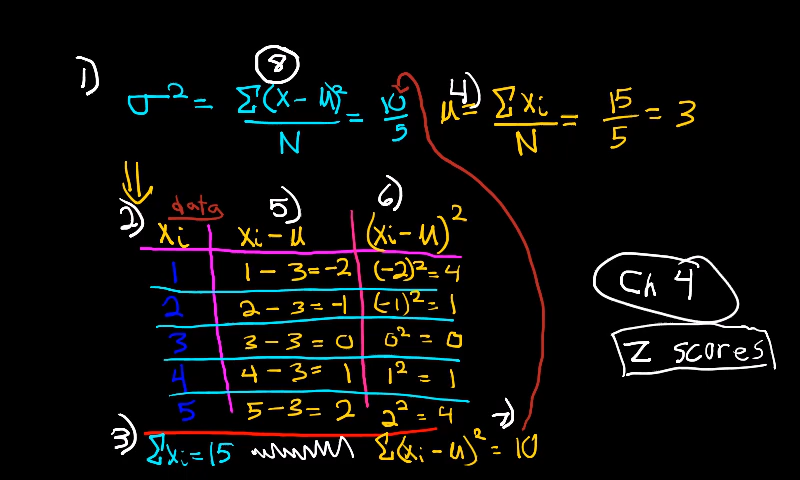 1) σ² = Σ(x - μ)² / N = 10/5
8
4) μ = Σxi / N = 15/5 = 3
2) data 5) 6)
xi xi - μ (xi - μ)²
1 1 - 3 = -2 (-2)² = 4
2 2 - 3 = -1 (-1)² = 1
3 3 - 3 = 0 0² = 0
4 4 - 3 = 1 1² = 1
5 5 - 3 = 2 2² = 4
3) Σxi = 15 7) Σ(xi - μ)² = 10
Ch 4
Z scores